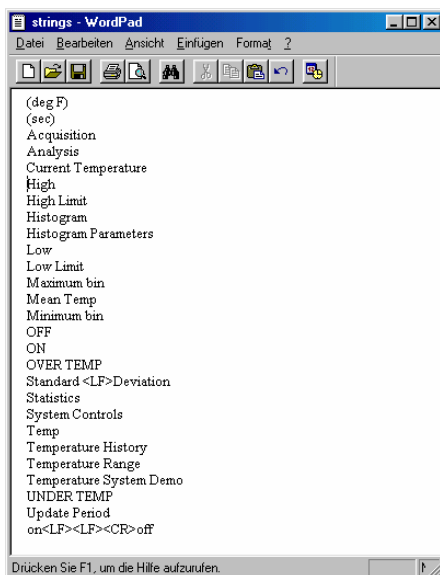 strings - WordPad
Datei Bearbeiten Ansicht Einfügen Format ?
(deg F)
(sec)
Acquisition
Analysis
Current Temperature
High
High Limit
Histogram
Histogram Parameters
Low
Low Limit
Maximum bin
Mean Temp
Minimum bin
OFF
ON
OVER TEMP
Standard <LF>Deviation
Statistics
System Controls
Temp
Temperature History
Temperature Range
Temperature System Demo
UNDER TEMP
Update Period
on<LF><LF><CR>off
Drücken Sie F1, um die Hilfe aufzurufen.